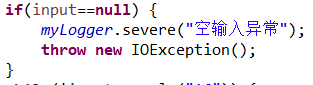 if(input==null) {
myLogger.severe("空输入异常");
throw new IOException();
}